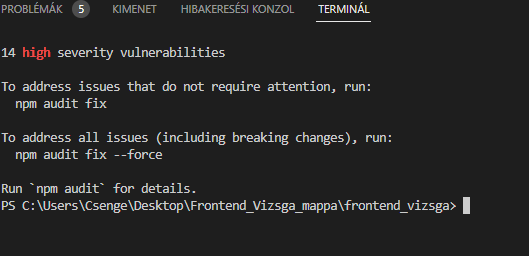 PROBLÉMÁK 5 KIMENET HIBAKERESÉSI KONZOL TERMINÁL
14 high severity vulnerabilities
To address issues that do not require attention, run:
npm audit fix
To address all issues (including breaking changes), run:
npm audit fix --force
Run `npm audit` for details.
PS C:\Users\Csenge\Desktop\Frontend_Vizsga_mappa\frontend_vizsga>